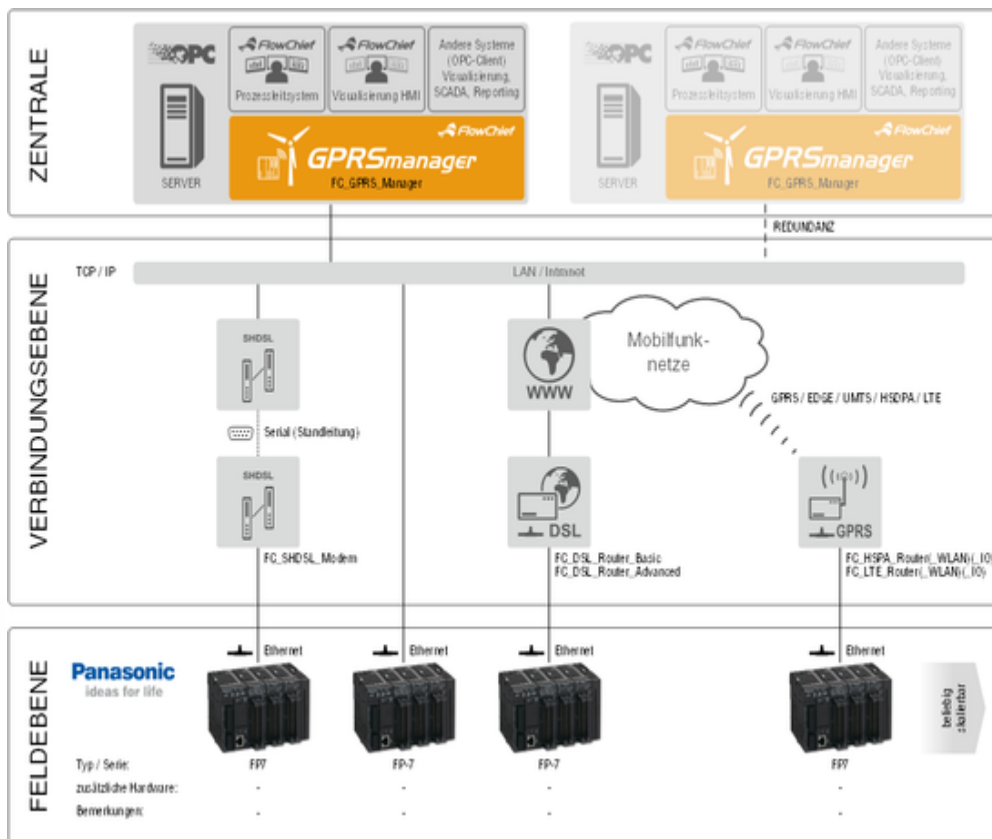 ZENTRALE
OPC
SERVER
FlowChief
Prozessleitsystem
FlowChief
Visualisierung HMI
Andere Systeme
(OPC-Client)
Visualisierung,
SCADA, Reporting
FlowChief
GPRSmanager
FC_GPRS_Manager
OPC
SERVER
FlowChief
Prozessleitsystem
FlowChief
Visualisierung HMI
Andere Systeme
(OPC-Client)
Visualisierung,
SCADA, Reporting
FlowChief
GPRSmanager
FC_GPRS_Manager
REDUNDANZ
VERBINDUNGSEBENE
TCP / IP
LAN / Intranet
SHDSL
Serial (Standleitung)
SHDSL
FC_SHDSL_Modem
WWW
Mobilfunk-
netze
GPRS / EDGE / UMTS / HSDPA / LTE
DSL
FC_DSL_Router_Basic
FC_DSL_Router_Advanced
GPRS
FC_HSPA_Router(_WLAN)(_IO)
FC_LTE_Router(_WLAN)(_IO)
FELDEBENE
Panasonic
ideas for life
Ethernet
Ethernet
Ethernet
Ethernet
beliebig
skalierbar
Typ / Serie: FP7 FP-7 FP-7 FP7
zusätzliche Hardware: - - - -
Bemerkungen: - - - -